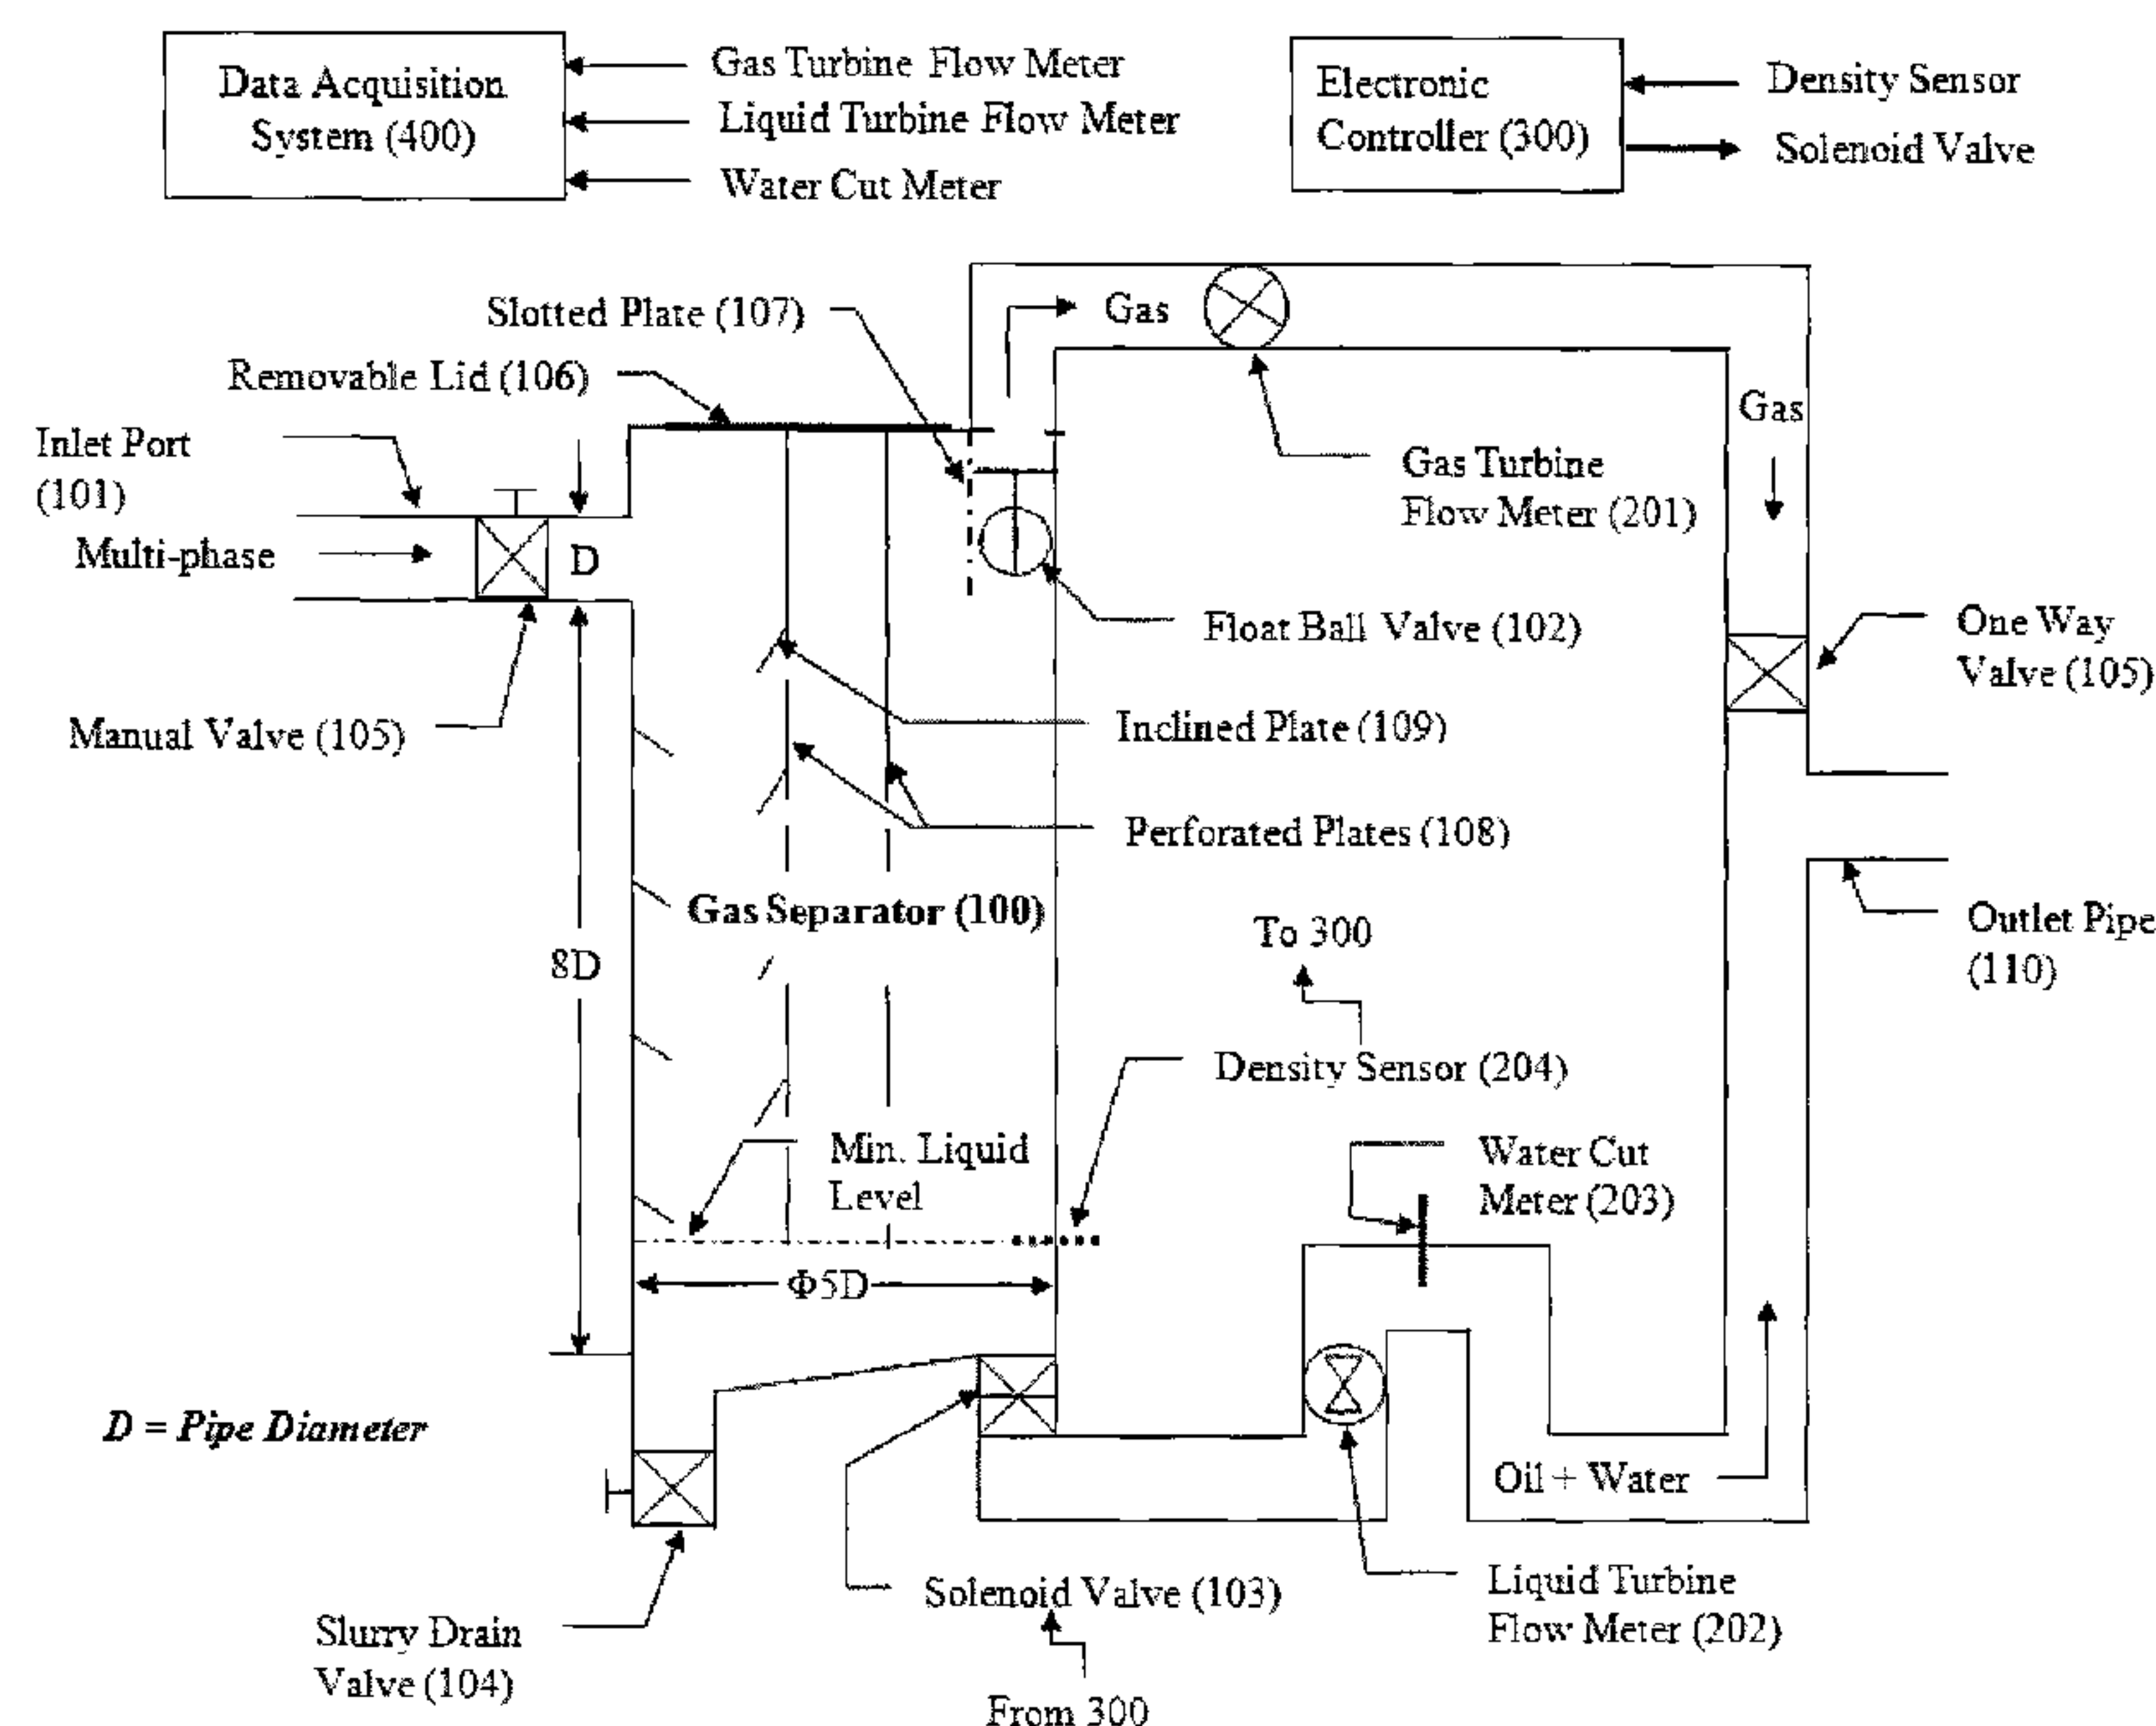 Data Acquisition
System (400)
Gas Turbine Flow Meter
Liquid Turbine Flow Meter
Water Cut Meter
Electronic
Controller (300)
Density Sensor
Solenoid Valve
Slotted Plate (107)
Gas
Removable Lid (106)
Gas
Inlet Port
(101)
Gas Turbine
Flow Meter (201)
Multi-phase
D
Float Ball Valve (102)
One Way
Valve (105)
Manual Valve (105)
Inclined Plate (109)
Perforated Plates (108)
Gas Separator (100)
To 300
Outlet Pipe
(110)
8D
Density Sensor (204)
Min. Liquid
Level
Water Cut
Meter (203)
Φ5D
D = Pipe Diameter
Oil + Water
Solenoid Valve (103)
Liquid Turbine
Flow Meter (202)
Slurry Drain
Valve (104)
From 300